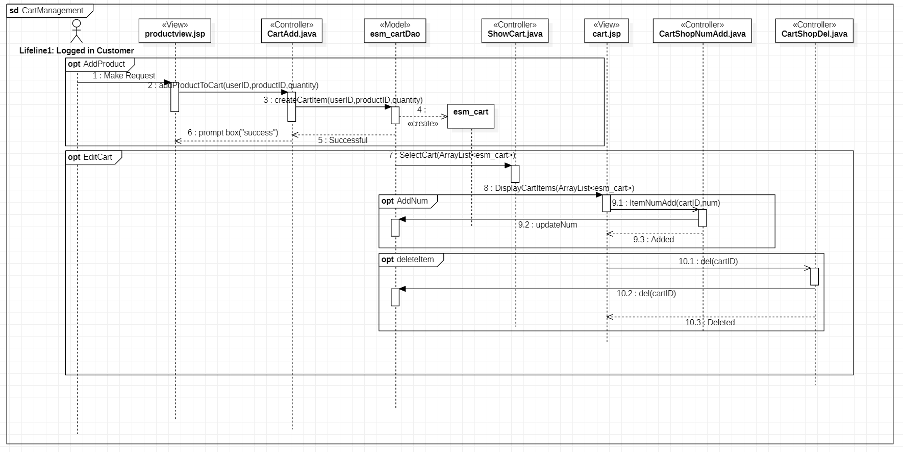 sd CartManagement
«View»
productview.jsp
«Controller»
CartAdd.java
«Model»
esm_cartDao
«Controller»
ShowCart.java
«View»
cart.jsp
«Controller»
CartShopNumAdd.java
«Controller»
CartShopDel.java
Lifeline1: Logged in Customer
opt AddProduct
1 : Make Request
2 : addProductToCart(userID,productID,quantity)
3 : createCartItem(userID,productID,quantity)
4 :
«create»
esm_cart
5 : Successful
6 : prompt box("success")
opt EditCart
7 : SelectCart(ArrayList<esm_cart>)
8 : DisplayCartItems(ArrayList<esm_cart>)
opt AddNum
9.1 : ItemNumAdd(cartID,num)
9.2 : updateNum
9.3 : Added
opt deleteItem
10.1 : del(cartID)
10.2 : del(cartID)
10.3 : Deleted